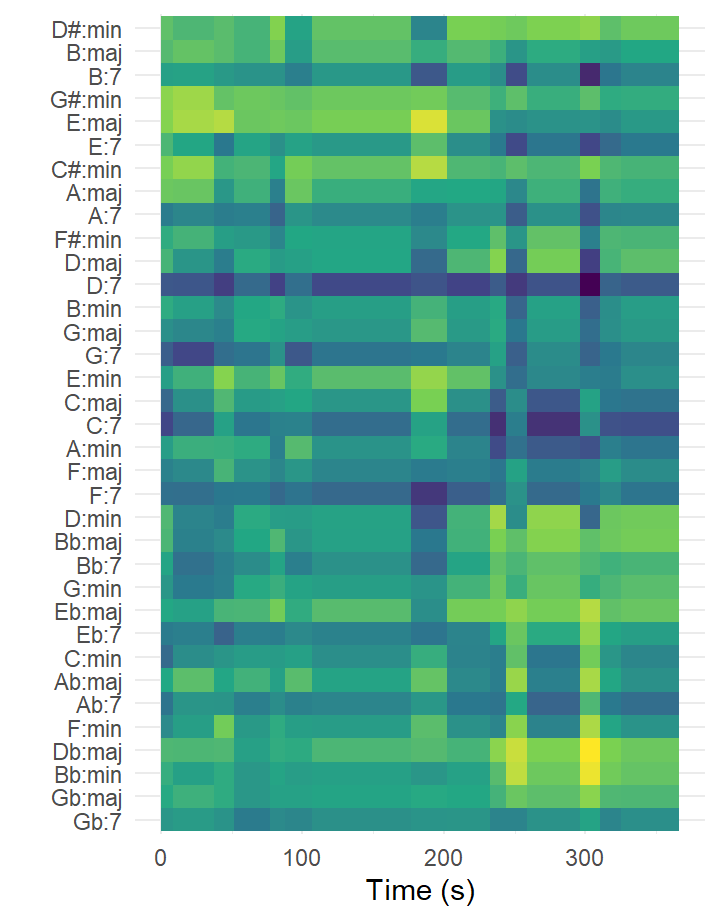 D#:min
B:maj
B:7
G#:min
E:maj
E:7
C#:min
A:maj
A:7
F#:min
D:maj
D:7
B:min
G:maj
G:7
E:min
C:maj
C:7
A:min
F:maj
F:7
D:min
Bb:maj
Bb:7
G:min
Eb:maj
Eb:7
C:min
Ab:maj
Ab:7
F:min
Db:maj
Bb:min
Gb:maj
Gb:7
0 100 200 300
Time (s)